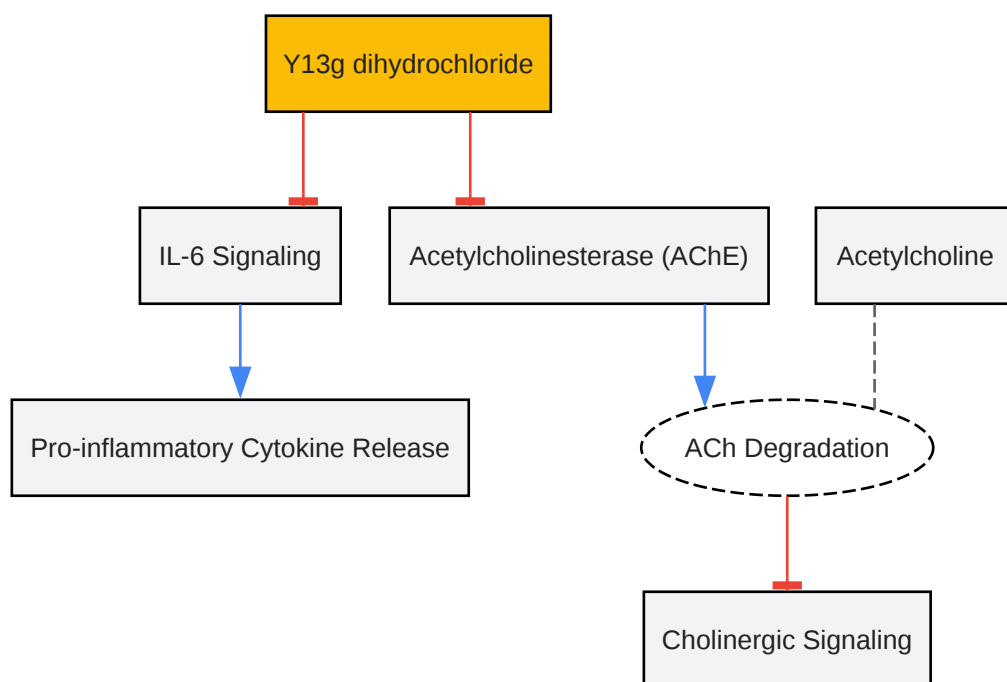 Y13g dihydrochloride
IL-6 Signaling
Acetylcholinesterase (AChE)
Acetylcholine
Pro-inflammatory Cytokine Release
ACh Degradation
Cholinergic Signaling